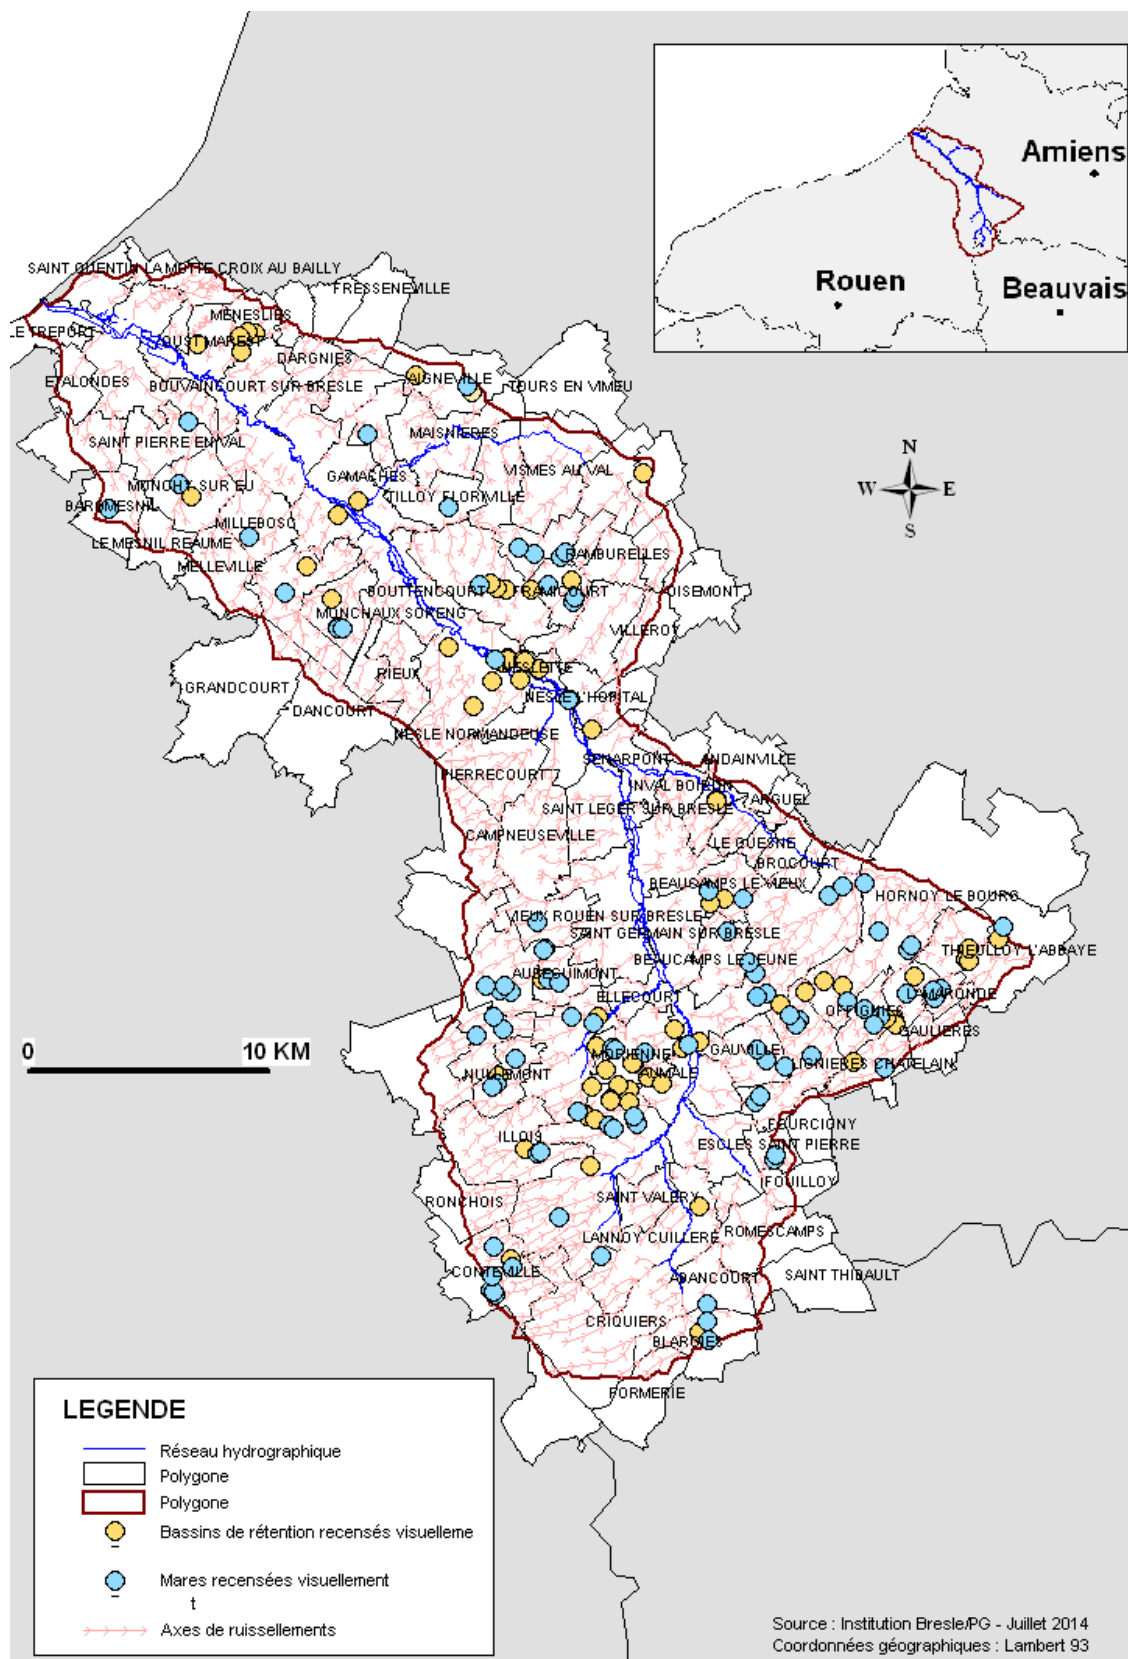 Amiens
Rouen
Beauvais
SAINT QUENTIN LA MOTTE CROIX AU BAILLY
FRESSENEVILLE
MENESLIES
LE TREPORT
OUST MAREST
DARGNIES
ETALONDES
BOUVAINCOURT SUR BRESLE
AIGNEVILLE
TOURS EN VIMEU
SAINT PIERRE EN VAL
MAISNIERES
N
W E
S
VISMES AU VAL
GAMACHES
MONCHY SUR EU
TILLOY FLORIVILLE
BAROMESNIL
MILLEBOSC
LE MESNIL REAUME
RAMBURELLES
MELLEVILLE
BOUTTENCOURT
FRAMICOURT
OISEMONT
MONCHAUX SORENG
VILLEROY
RIEUX
NESLETTE
GRANDCOURT
NESLE L'HOPITAL
DANCOURT
NESLE NORMANDEUSE
SENARPONT
ANDAINVILLE
PIERRECOURT
INVAL BOIRON
ARGUEL
SAINT LEGER SUR BRESLE
CAMPNEUSEVILLE
LE QUESNE
BROCOURT
BEAUCAMPS LE VIEUX
HORNOY LE BOURG
VIEUX ROUEN SUR BRESLE
SAINT GERMAIN SUR BRESLE
THIEULLOY L'ABBAYE
BEAUCAMPS LE JEUNE
AUBEGUIMONT
ELLECOURT
LAMARONDE
OFFIGNIES
GAULIERES
0 10 KM
MORIENNE
GAUVILLE
LIGNIERES CHATELAIN
NULLEMONT
AUMALE
FOURCIGNY
ILLOIS
ESCLES SAINT PIERRE
FOUILLOY
RONCHOIS
SAINT VALERY
ROMESCAMPS
LANNOY CUILLERE
CONTEVILLE
ABANCOURT
SAINT THIBAULT
CRIQUIERS
BLARGIES
FORMERIE
LEGENDE
Réseau hydrographique
Polygone
Polygone
Bassins de rétention recensés visuelleme
Mares recensées visuellement
t
Axes de ruissellements
Source : Institution Bresle/PG - Juillet 2014
Coordonnées géographiques : Lambert 93